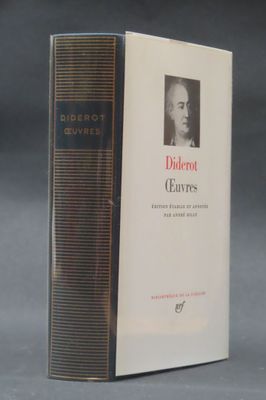 DIDEROT
ŒUVRES
Diderot
Œuvres
ÉDITION ÉTABLIE ET ANNOTÉE
PAR ANDRÉ BILLY
BIBLIOTHÈQUE DE LA PLÉIADE
nrf